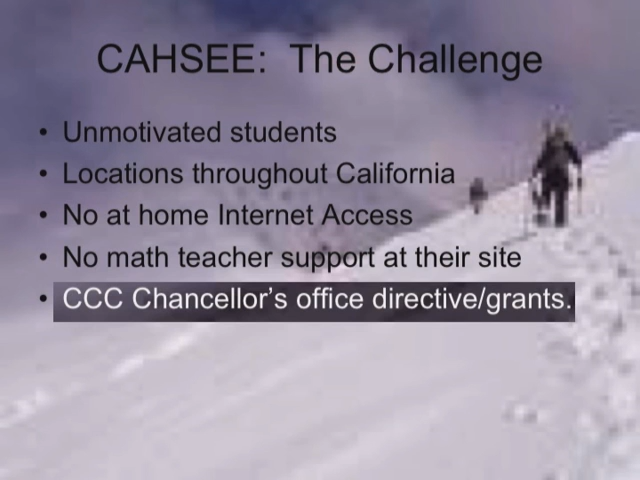 CAHSEE:  The Challenge
• Unmotivated students
• Locations throughout California
• No at home Internet Access
• No math teacher support at their site
• CCC Chancellor's office directive/grants.